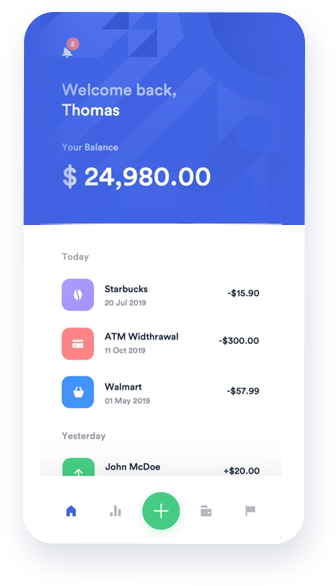 8
Welcome back,
Thomas
Your Balance
$ 24,980.00
Today
Starbucks
-$15.90
20 Jul 2019
ATM Widthrawal
-$300.00
11 Oct 2019
Walmart
-$57.99
01 May 2019
Yesterday
John McDoe
+$20.00